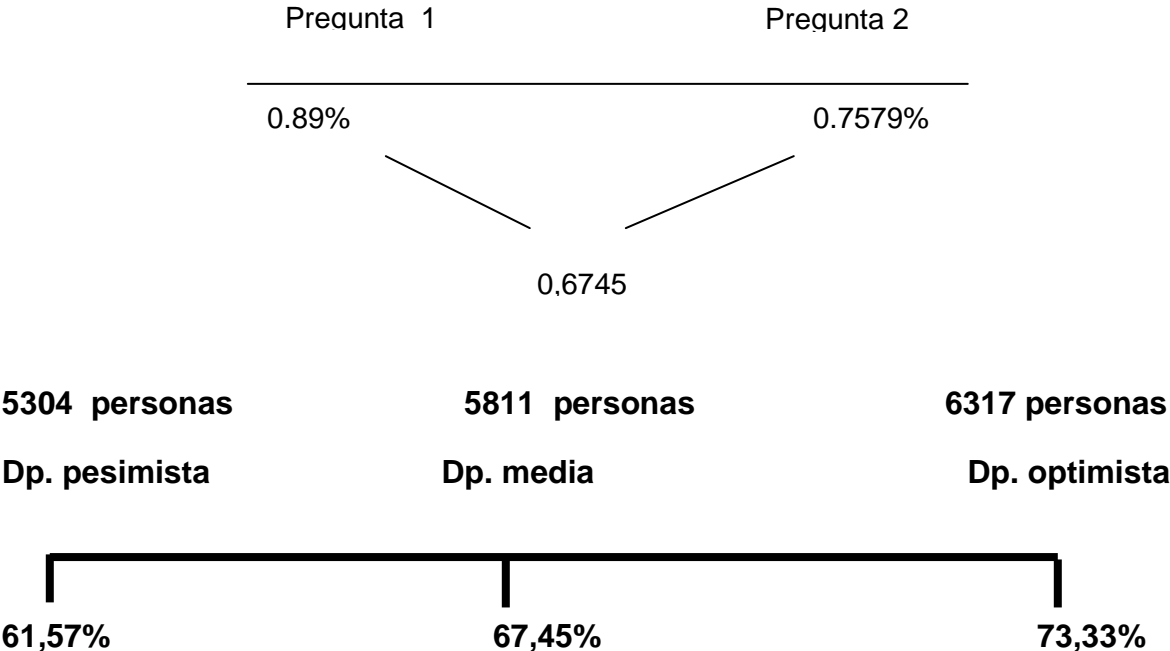 Pregunta 1 Pregunta 2
0.89% 0.7579%
0,6745
5304 personas 5811 personas 6317 personas
Dp. pesimista Dp. media Dp. optimista
61,57% 67,45% 73,33%